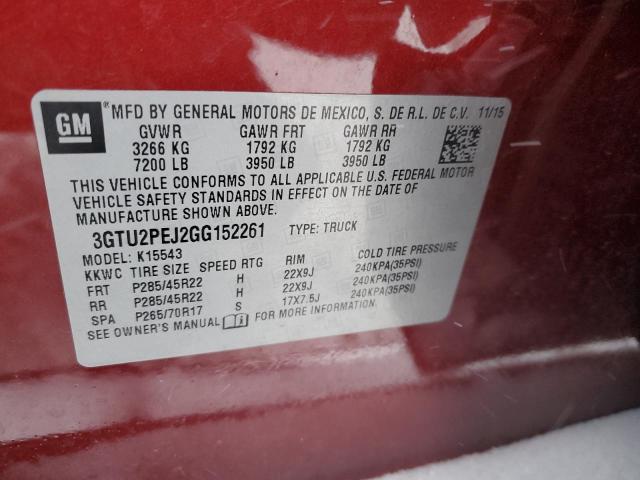 GM ® MFD BY GENERAL MOTORS DE MEXICO, S. DE R.L. DE C.V. 11/15
GVWR GAWR FRT GAWR RR
3266 KG 1792 KG 1792 KG
7200 LB 3950 LB 3950 LB
THIS VEHICLE CONFORMS TO ALL APPLICABLE U.S. FEDERAL MOTOR
VEHICLE SAFETY STANDARDS IN EFFECT ON THE DATE OF
MANUFACTURE SHOWN ABOVE.
3GTU2PEJ2GG152261 TYPE: TRUCK
MODEL: K15543
KKWC TIRE SIZE SPEED RTG RIM COLD TIRE PRESSURE
FRT P285/45R22 H 22X9J 240KPA(35PSI)
RR P285/45R22 H 22X9J 240KPA(35PSI)
SPA P265/70R17 S 17X7.5J 240KPA(35PSI)
SEE OWNER'S MANUAL FOR MORE INFORMATION.